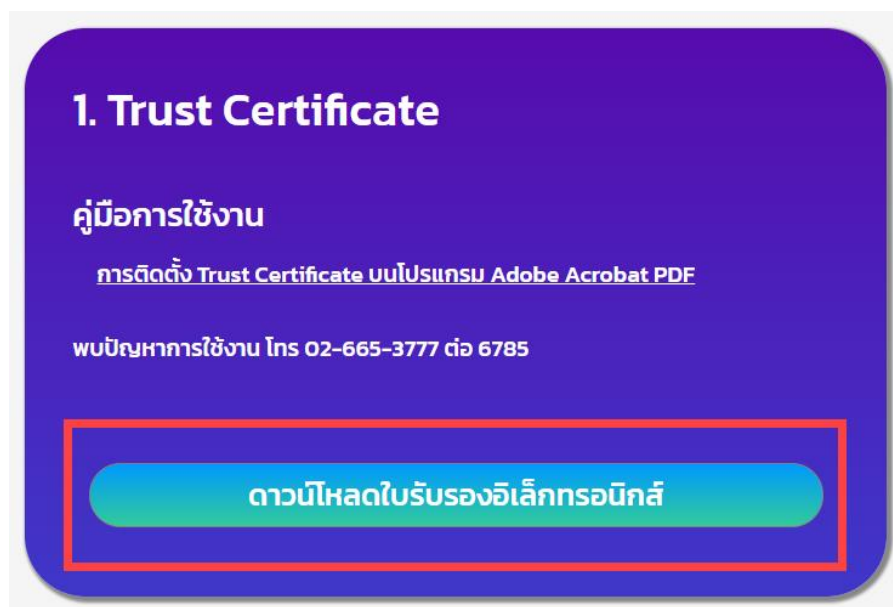 1. Trust Certificate
คู่มือการใช้งาน
การติดตั้ง Trust Certificate บนโปรแกรม Adobe Acrobat PDF
พบปัญหาการใช้งาน โทร 02-665-3777 ต่อ 6785
ดาวน์โหลดใบรับรองอิเล็กทรอนิกส์